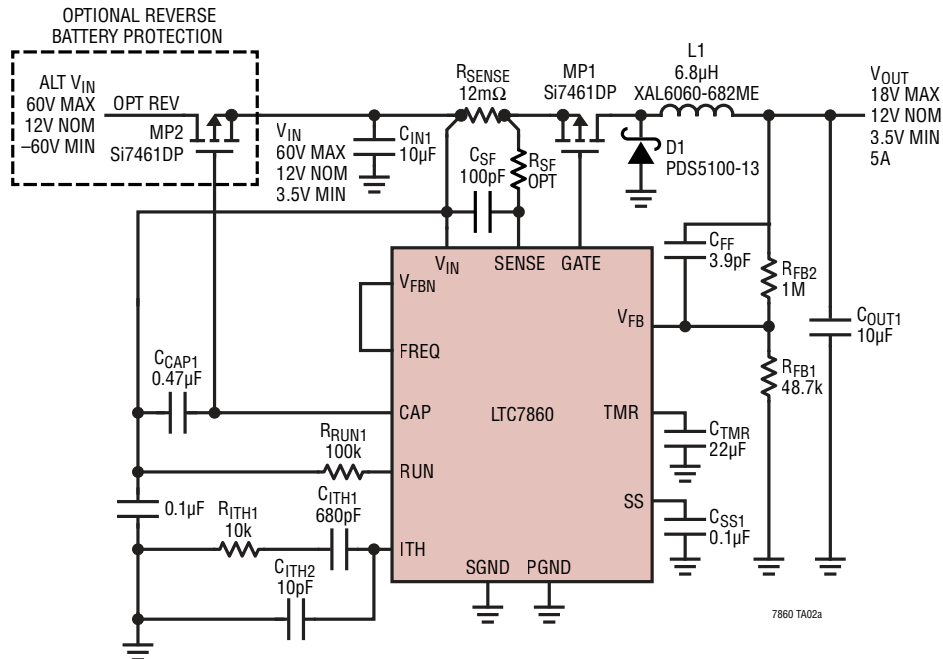 OPTIONAL REVERSE
BATTERY PROTECTION
ALT VIN
60V MAX
12V NOM
–60V MIN
OPT REV
MP2
Si7461DP
VIN
60V MAX
12V NOM
3.5V MIN
CIN1
10µF
RSENSE
12mΩ
CSF
100pF
RSF
OPT
MP1
Si7461DP
L1
6.8µH
XAL6060-682ME
D1
PDS5100-13
VOUT
18V MAX
12V NOM
3.5V MIN
5A
VIN
SENSE
GATE
VFBN
FREQ
CAP
RUN
ITH
LTC7860
VFB
TMR
SS
SGND
PGND
CFF
3.9pF
RFB2
1M
RFB1
48.7k
COUT1
10µF
CTMR
22µF
CSS1
0.1µF
CCAP1
0.47µF
RRUN1
100k
0.1µF
RITH1
10k
CITH1
680pF
CITH2
10pF
7860 TA02a